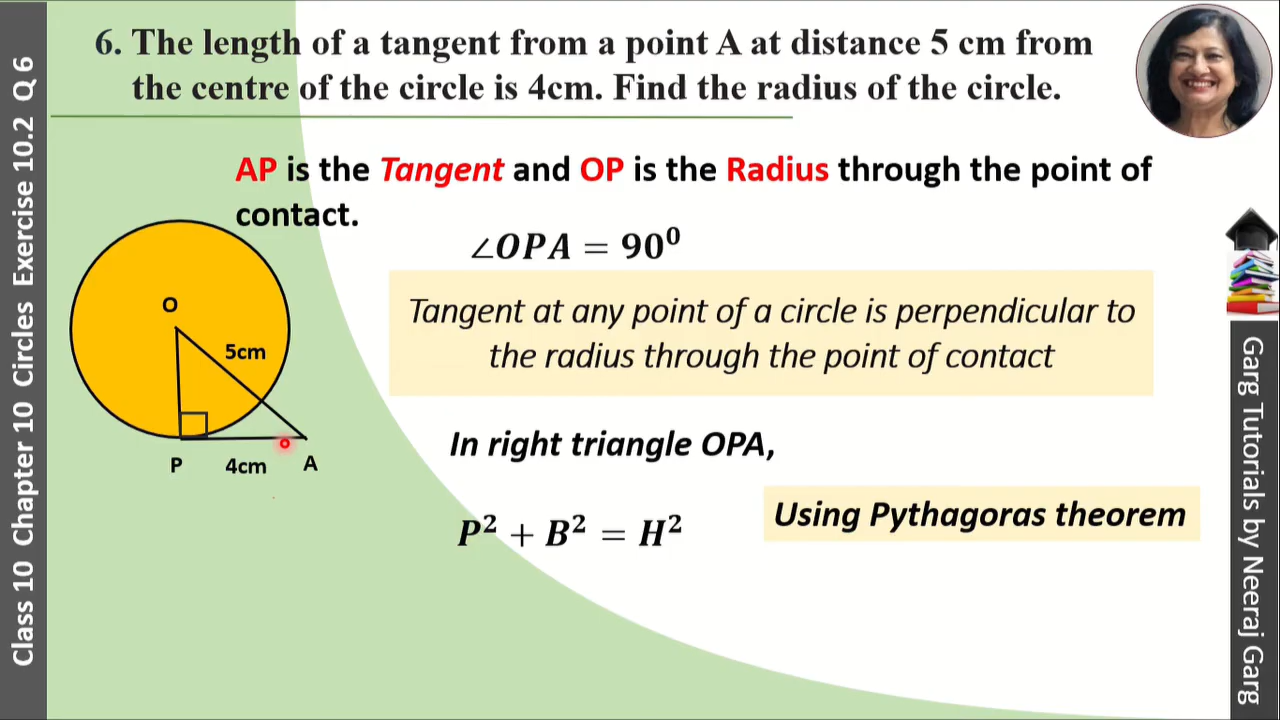 6. The length of a tangent from a point A at distance 5 cm from
the centre of the circle is 4cm. Find the radius of the circle.
AP is the Tangent and OP is the Radius through the point of
contact.
∠OPA = 90⁰
Tangent at any point of a circle is perpendicular to
the radius through the point of contact
O
5cm
P
4cm
A
In right triangle OPA,
P² + B² = H²
Using Pythagoras theorem
Class 10 Chapter 10 Circles Exercise 10.2 Q 6
Garg Tutorials by Neeraj Garg